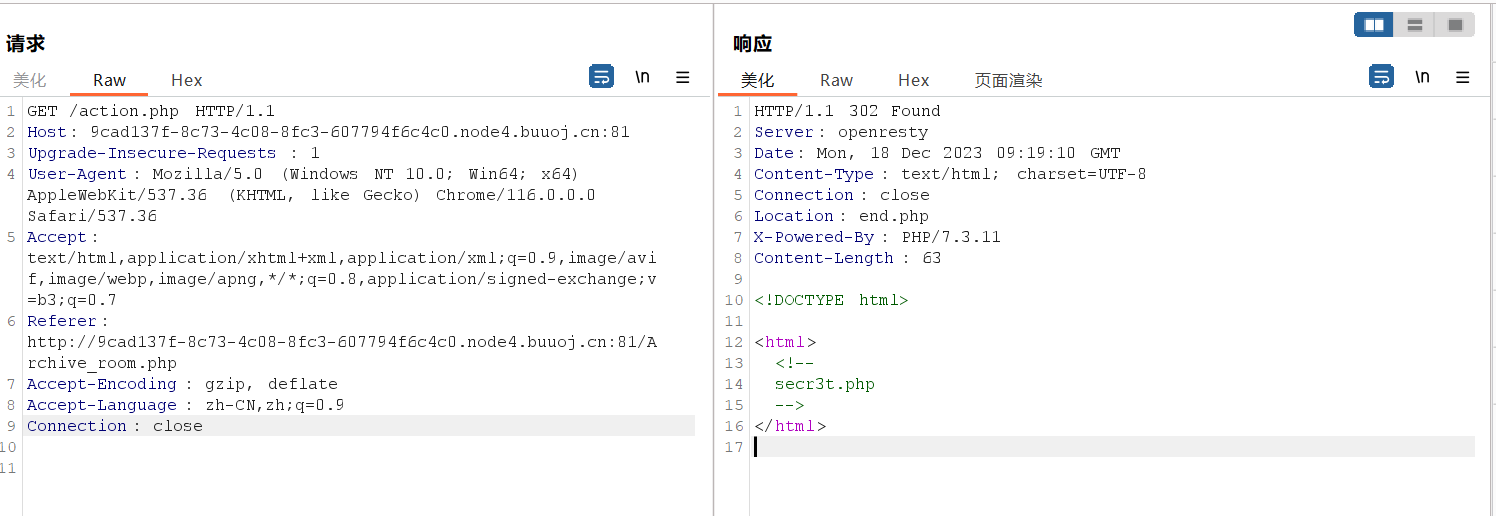 请求
美化 Raw Hex \n
1 GET /action.php HTTP/1.1
2 Host: 9cad137f-8c73-4c08-8fc3-607794f6c4c0.node4.buuoj.cn:81
3 Upgrade-Insecure-Requests : 1
4 User-Agent: Mozilla/5.0 (Windows NT 10.0; Win64; x64)
AppleWebKit/537.36 (KHTML, like Gecko) Chrome/116.0.0.0
Safari/537.36
5 Accept:
text/html,application/xhtml+xml,application/xml;q=0.9,image/avi
f,image/webp,image/apng,*/*;q=0.8,application/signed-exchange;v
=b3;q=0.7
6 Referer:
http://9cad137f-8c73-4c08-8fc3-607794f6c4c0.node4.buuoj.cn:81/A
rchive_room.php
7 Accept-Encoding : gzip, deflate
8 Accept-Language : zh-CN,zh;q=0.9
9 Connection: close
10
11
响应
美化 Raw Hex 页面渲染 \n
1 HTTP/1.1 302 Found
2 Server: openresty
3 Date: Mon, 18 Dec 2023 09:19:10 GMT
4 Content-Type : text/html; charset=UTF-8
5 Connection: close
6 Location: end.php
7 X-Powered-By : PHP/7.3.11
8 Content-Length : 63
9
10 <!DOCTYPE html>
11
12 <html>
13 <!--
14 secr3t.php
15 -->
16 </html>
17